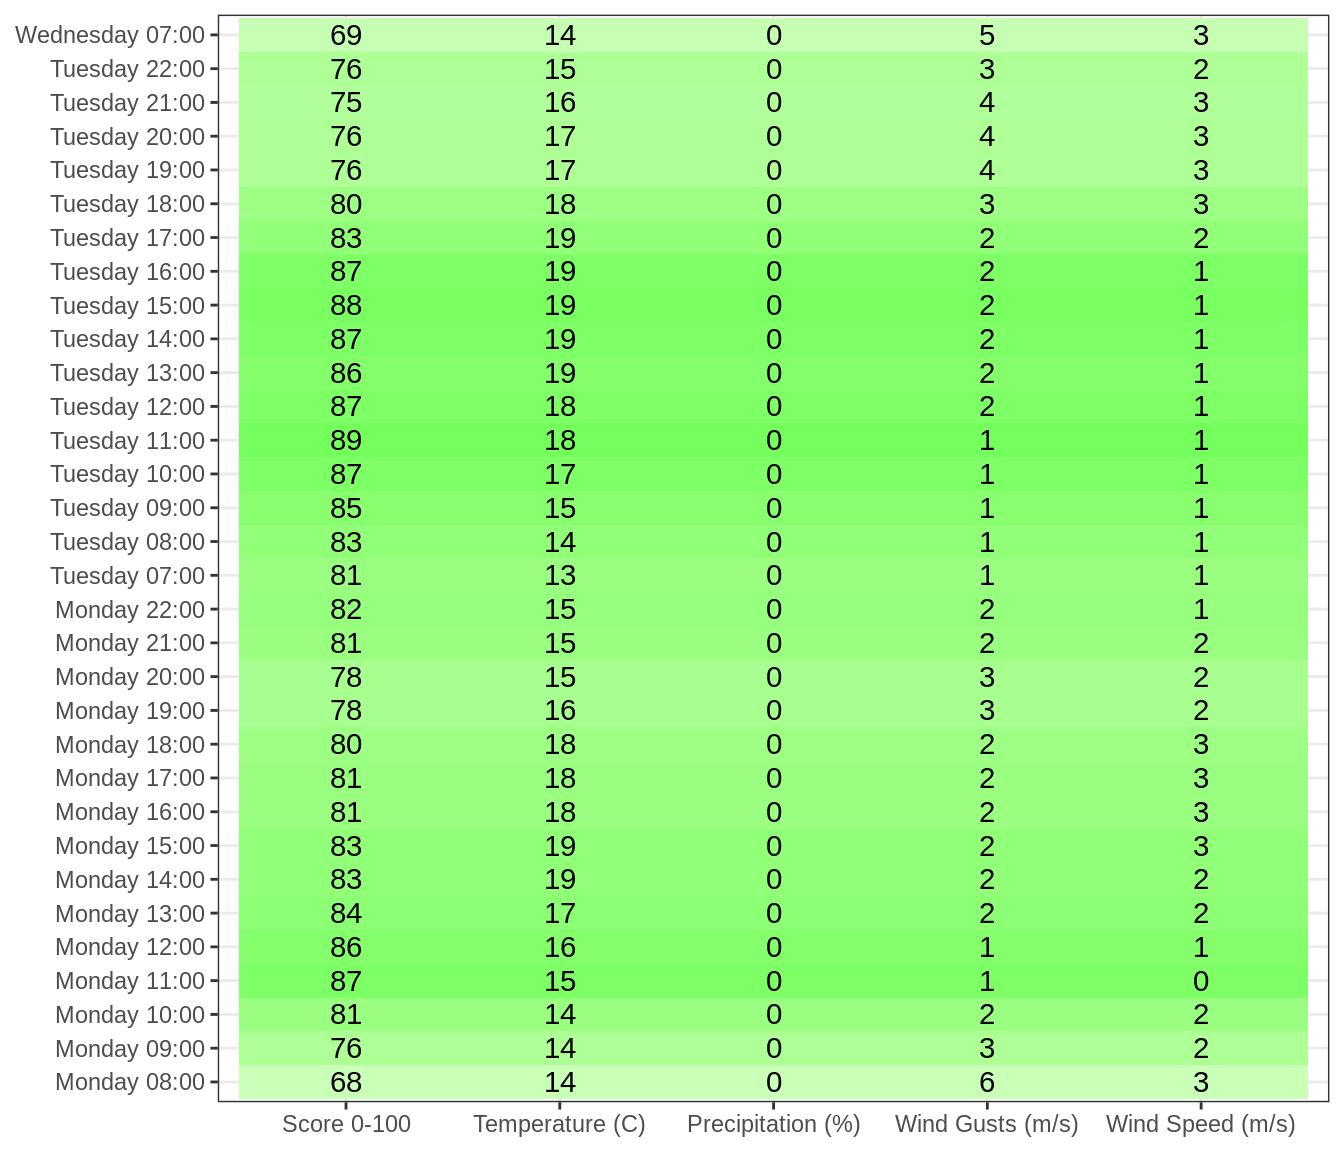 Wednesday 07:00 69 14 0 5 3
Tuesday 22:00 76 15 0 3 2
Tuesday 21:00 75 16 0 4 3
Tuesday 20:00 76 17 0 4 3
Tuesday 19:00 76 17 0 4 3
Tuesday 18:00 80 18 0 3 3
Tuesday 17:00 83 19 0 2 2
Tuesday 16:00 87 19 0 2 1
Tuesday 15:00 88 19 0 2 1
Tuesday 14:00 87 19 0 2 1
Tuesday 13:00 86 19 0 2 1
Tuesday 12:00 87 18 0 2 1
Tuesday 11:00 89 18 0 1 1
Tuesday 10:00 87 17 0 1 1
Tuesday 09:00 85 15 0 1 1
Tuesday 08:00 83 14 0 1 1
Tuesday 07:00 81 13 0 1 1
Monday 22:00 82 15 0 2 1
Monday 21:00 81 15 0 2 2
Monday 20:00 78 15 0 3 2
Monday 19:00 78 16 0 3 2
Monday 18:00 80 18 0 2 3
Monday 17:00 81 18 0 2 3
Monday 16:00 81 18 0 2 3
Monday 15:00 83 19 0 2 3
Monday 14:00 83 19 0 2 2
Monday 13:00 84 17 0 2 2
Monday 12:00 86 16 0 1 1
Monday 11:00 87 15 0 1 0
Monday 10:00 81 14 0 2 2
Monday 09:00 76 14 0 3 2
Monday 08:00 68 14 0 6 3
Score 0-100 Temperature (C) Precipitation (%) Wind Gusts (m/s) Wind Speed (m/s)